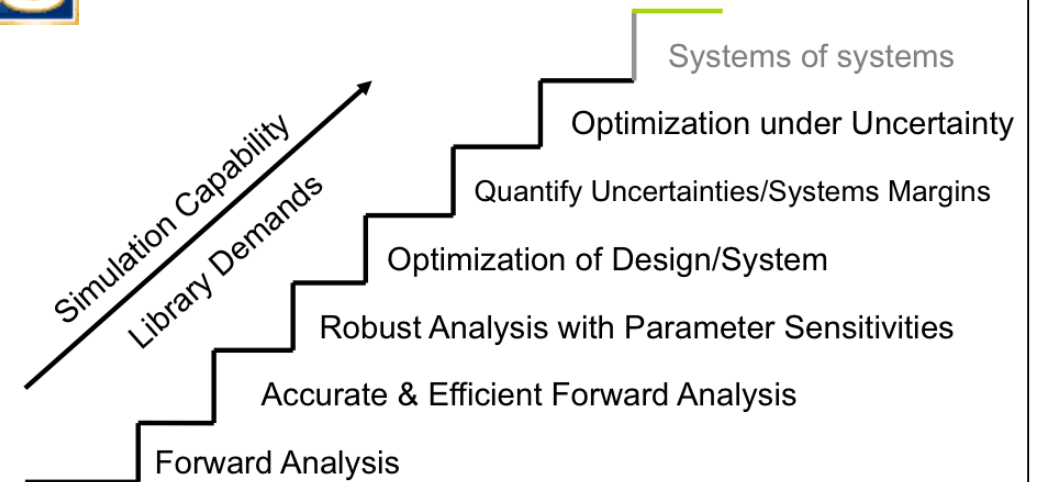 Systems of systems
Optimization under Uncertainty
Quantify Uncertainties/Systems Margins
Optimization of Design/System
Robust Analysis with Parameter Sensitivities
Accurate & Efficient Forward Analysis
Forward Analysis
Simulation Capability
Library Demands